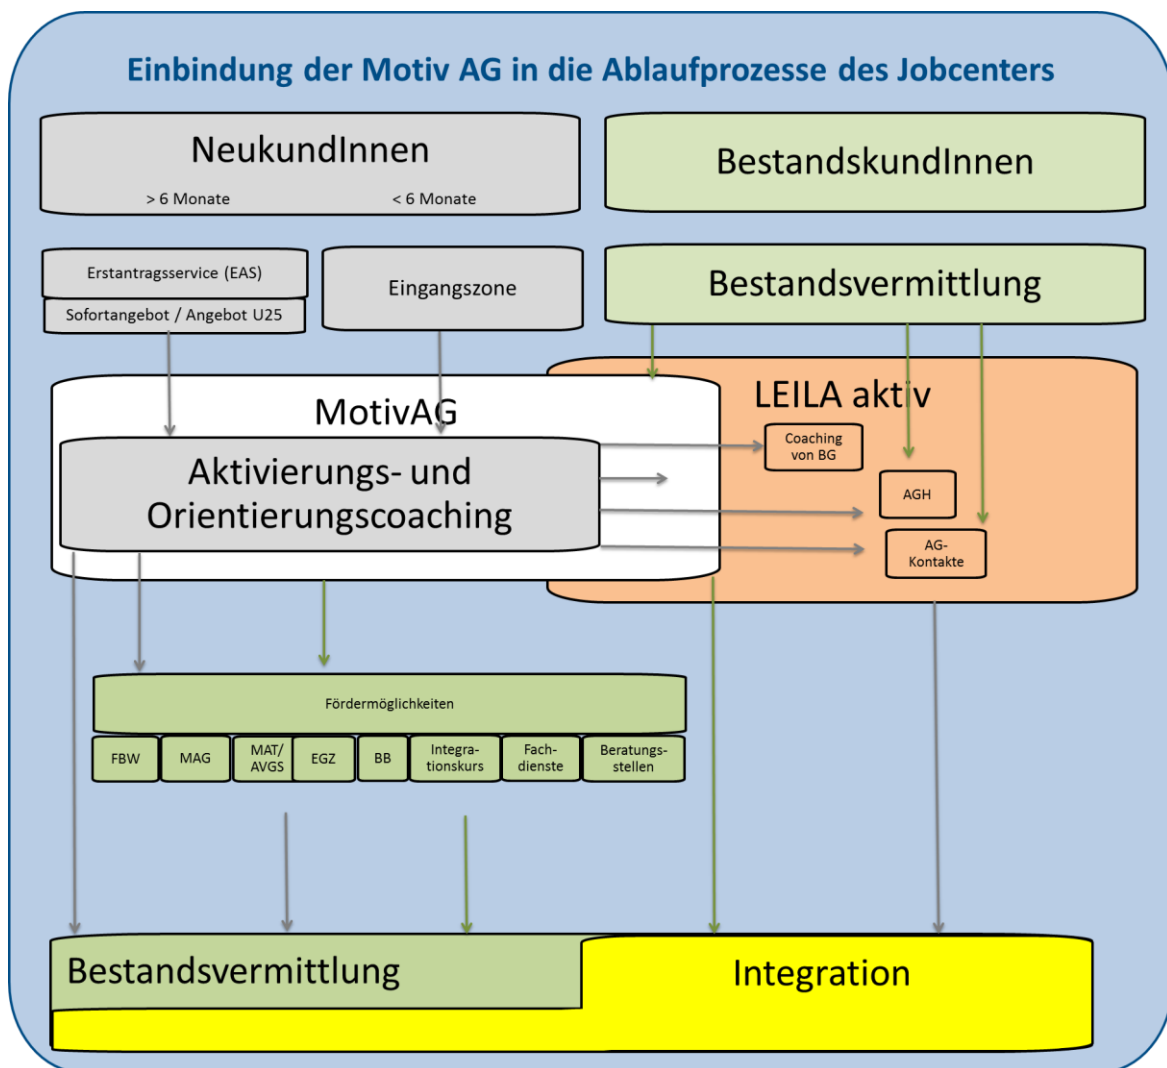 Einbindung der Motiv AG in die Ablaufprozesse des Jobcenters
NeukundInnen
> 6 Monate
< 6 Monate
BestandskundInnen
Erstantragsservice (EAS)
Sofortangebot / Angebot U25
Eingangszone
Bestandsvermittlung
MotivAG
LEILA aktiv
Aktivierungs- und
Orientierungscoaching
Coaching
von BG
AGH
AG-
Kontakte
Fördermöglichkeiten
FBW
MAG
MAT/
AVGS
EGZ
BB
Integra-
tionskurs
Fach-
dienste
Beratungs-
stellen
Bestandsvermittlung
Integration